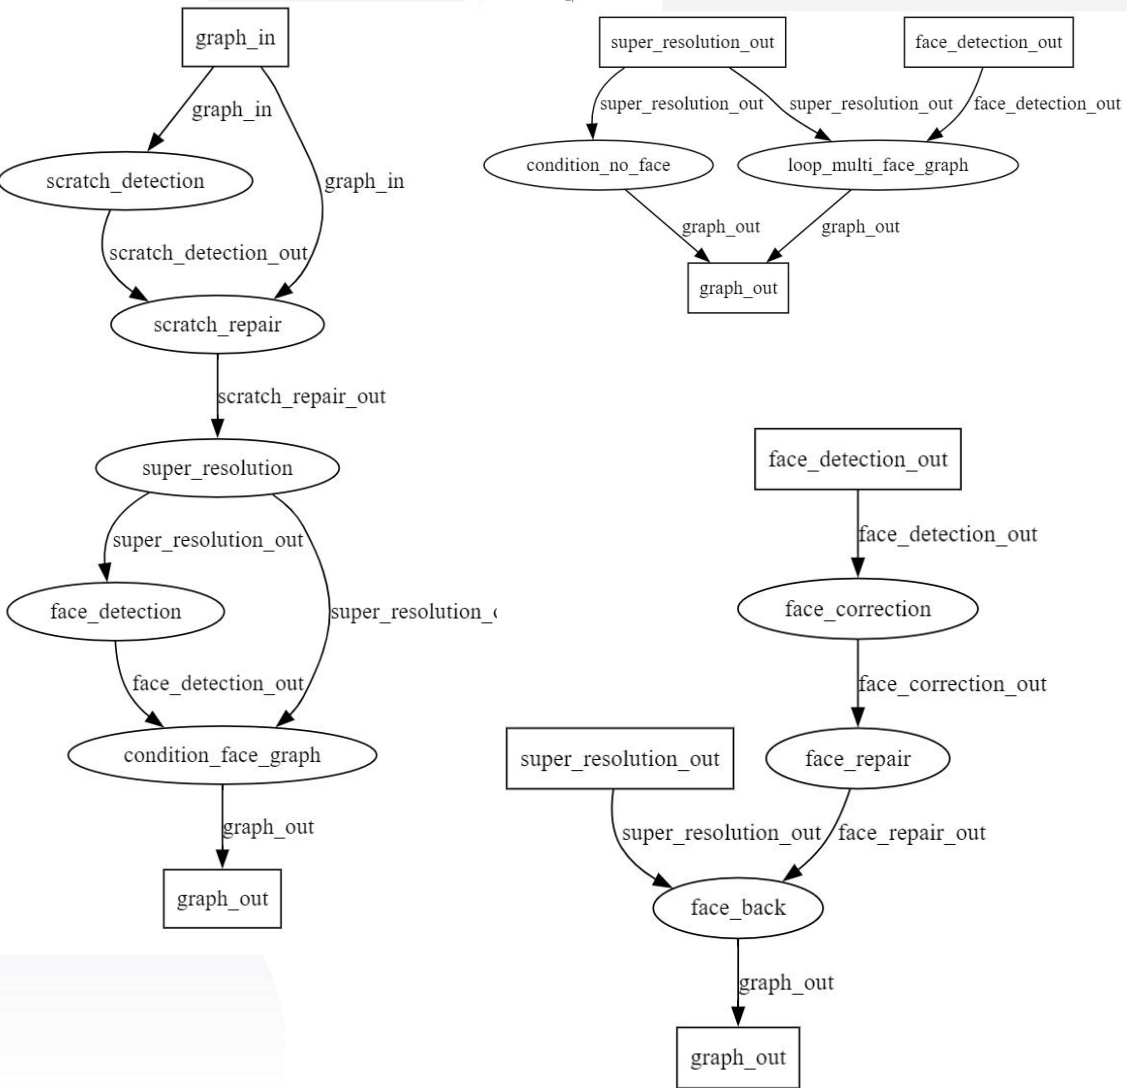 graph_in
graph_in
scratch_detection
graph_in
scratch_detection_out
scratch_repair
scratch_repair_out
super_resolution
super_resolution_out
face_detection
super_resolution_
face_detection_out
condition_face_graph
graph_out
graph_out
super_resolution_out
face_detection_out
super_resolution_out
super_resolution_out
face_detection_out
condition_no_face
loop_multi_face_graph
graph_out
graph_out
graph_out
face_detection_out
face_detection_out
face_correction
face_correction_out
super_resolution_out
face_repair
super_resolution_out
face_repair_out
face_back
graph_out
graph_out